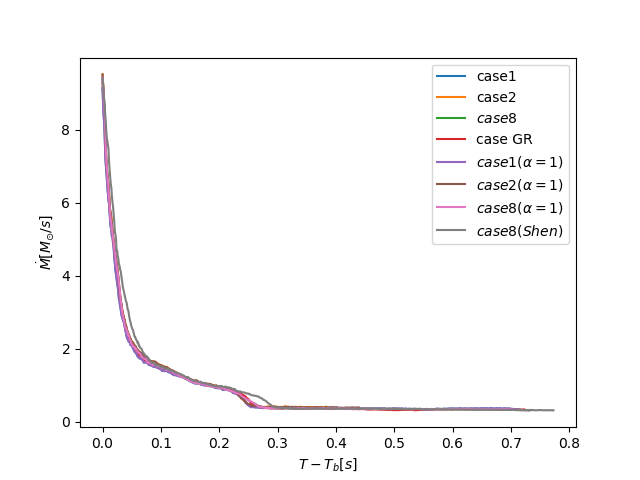 case1
case2
case8
case GR
case1(α = 1)
case2(α = 1)
case8(α = 1)
case8(Shen)
8
6
4
2
0
Ṁ[M⊙/s]
0.0 0.1 0.2 0.3 0.4 0.5 0.6 0.7 0.8
T − T_b[s]